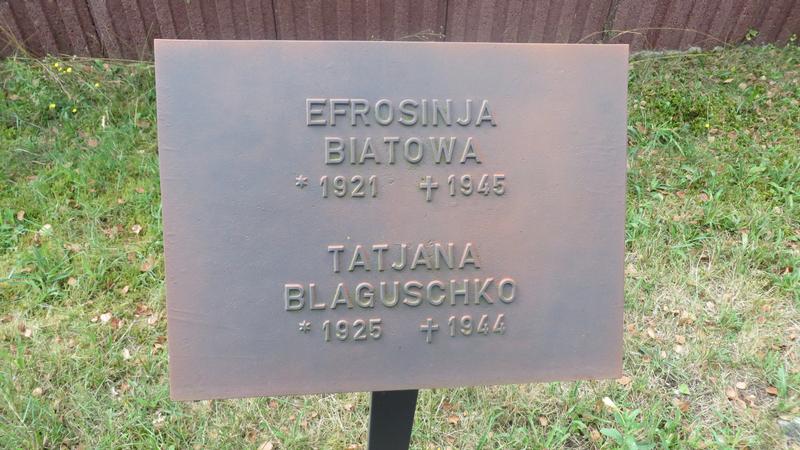 EFROSINJA
BIATOWA
* 1921 † 1945
TATJANA
BLAGUSCHKO
* 1925 † 1944